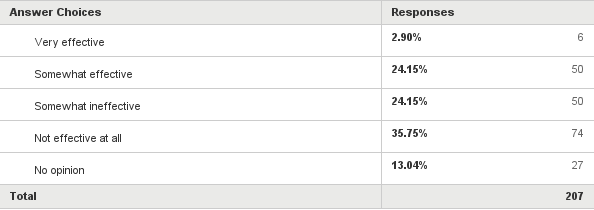 Answer Choices Responses
Very effective 2.90% 6
Somewhat effective 24.15% 50
Somewhat ineffective 24.15% 50
Not effective at all 35.75% 74
No opinion 13.04% 27
Total 207